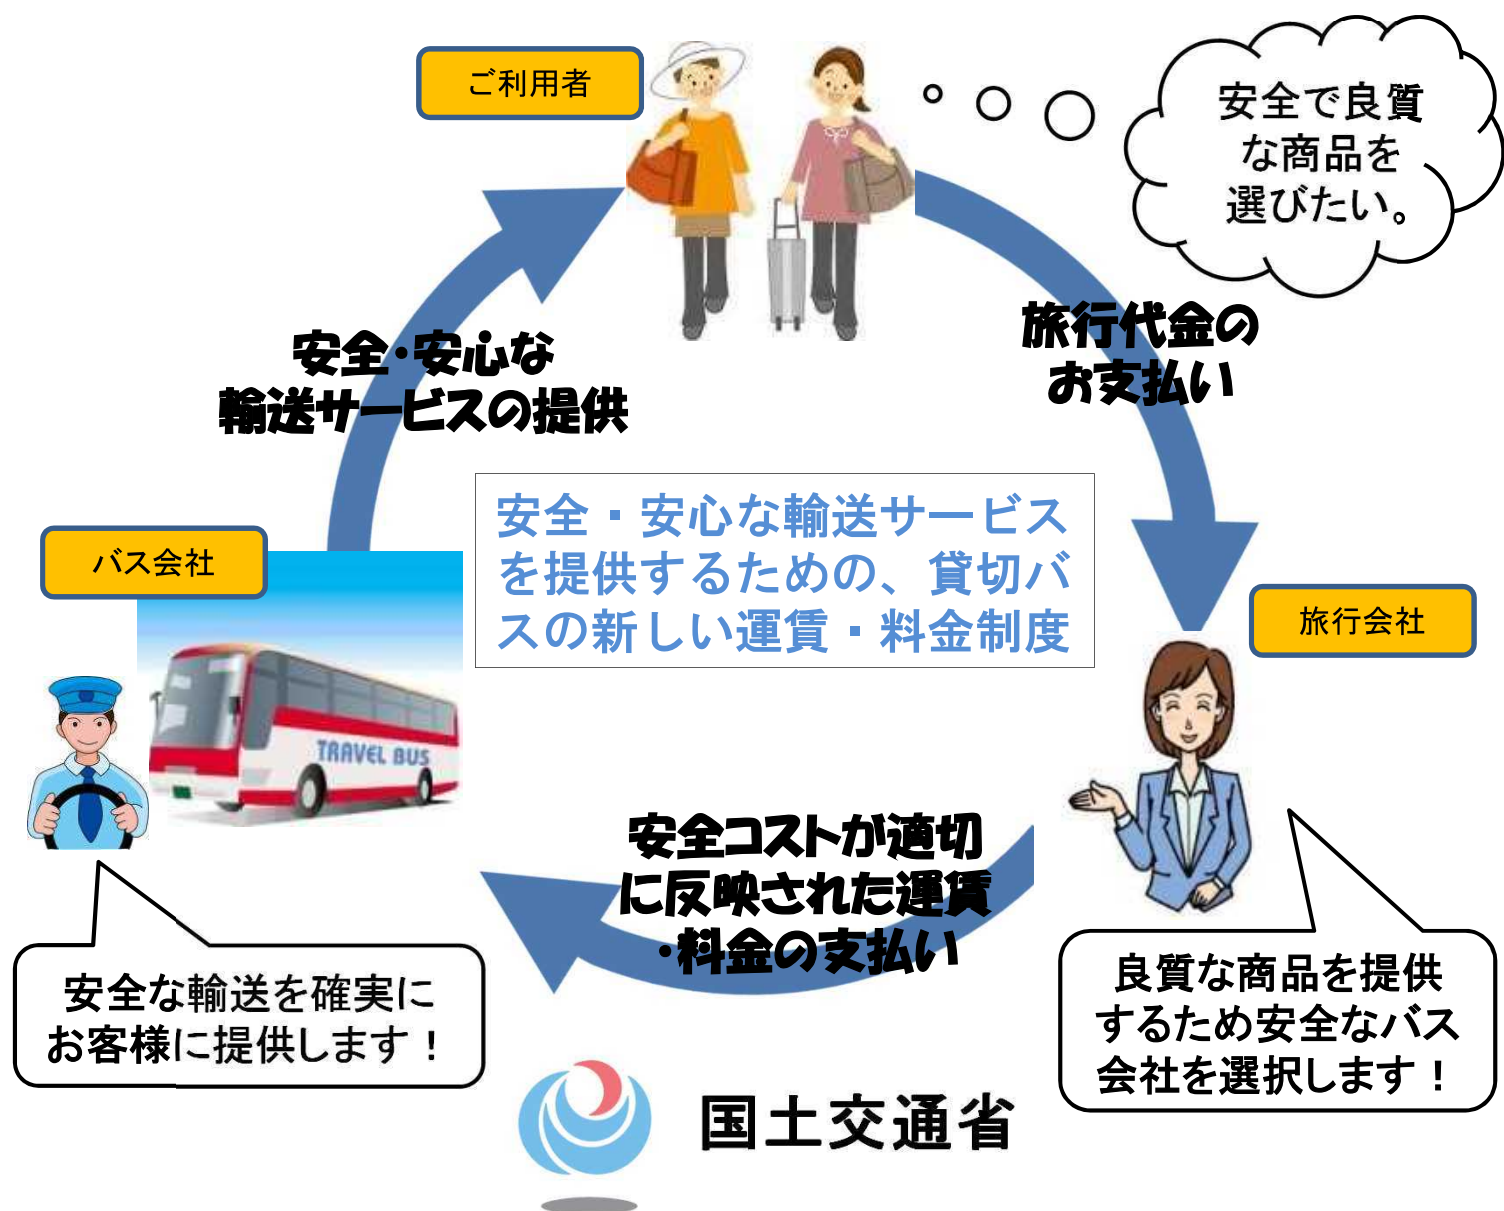 ご利用者
安全で良質
な商品を
選びたい。
旅行代金の
お支払い
安全・安心な
輸送サービスの提供
安全・安心な輸送サービス
を提供するための、貸切バ
スの新しい運賃・料金制度
バス会社
旅行会社
TRAVEL BUS
安全コストが適切
に反映された運賃
・料金の支払い
安全な輸送を確実に
お客様に提供します！
良質な商品を提供
するため安全なバス
会社を選択します！
国土交通省